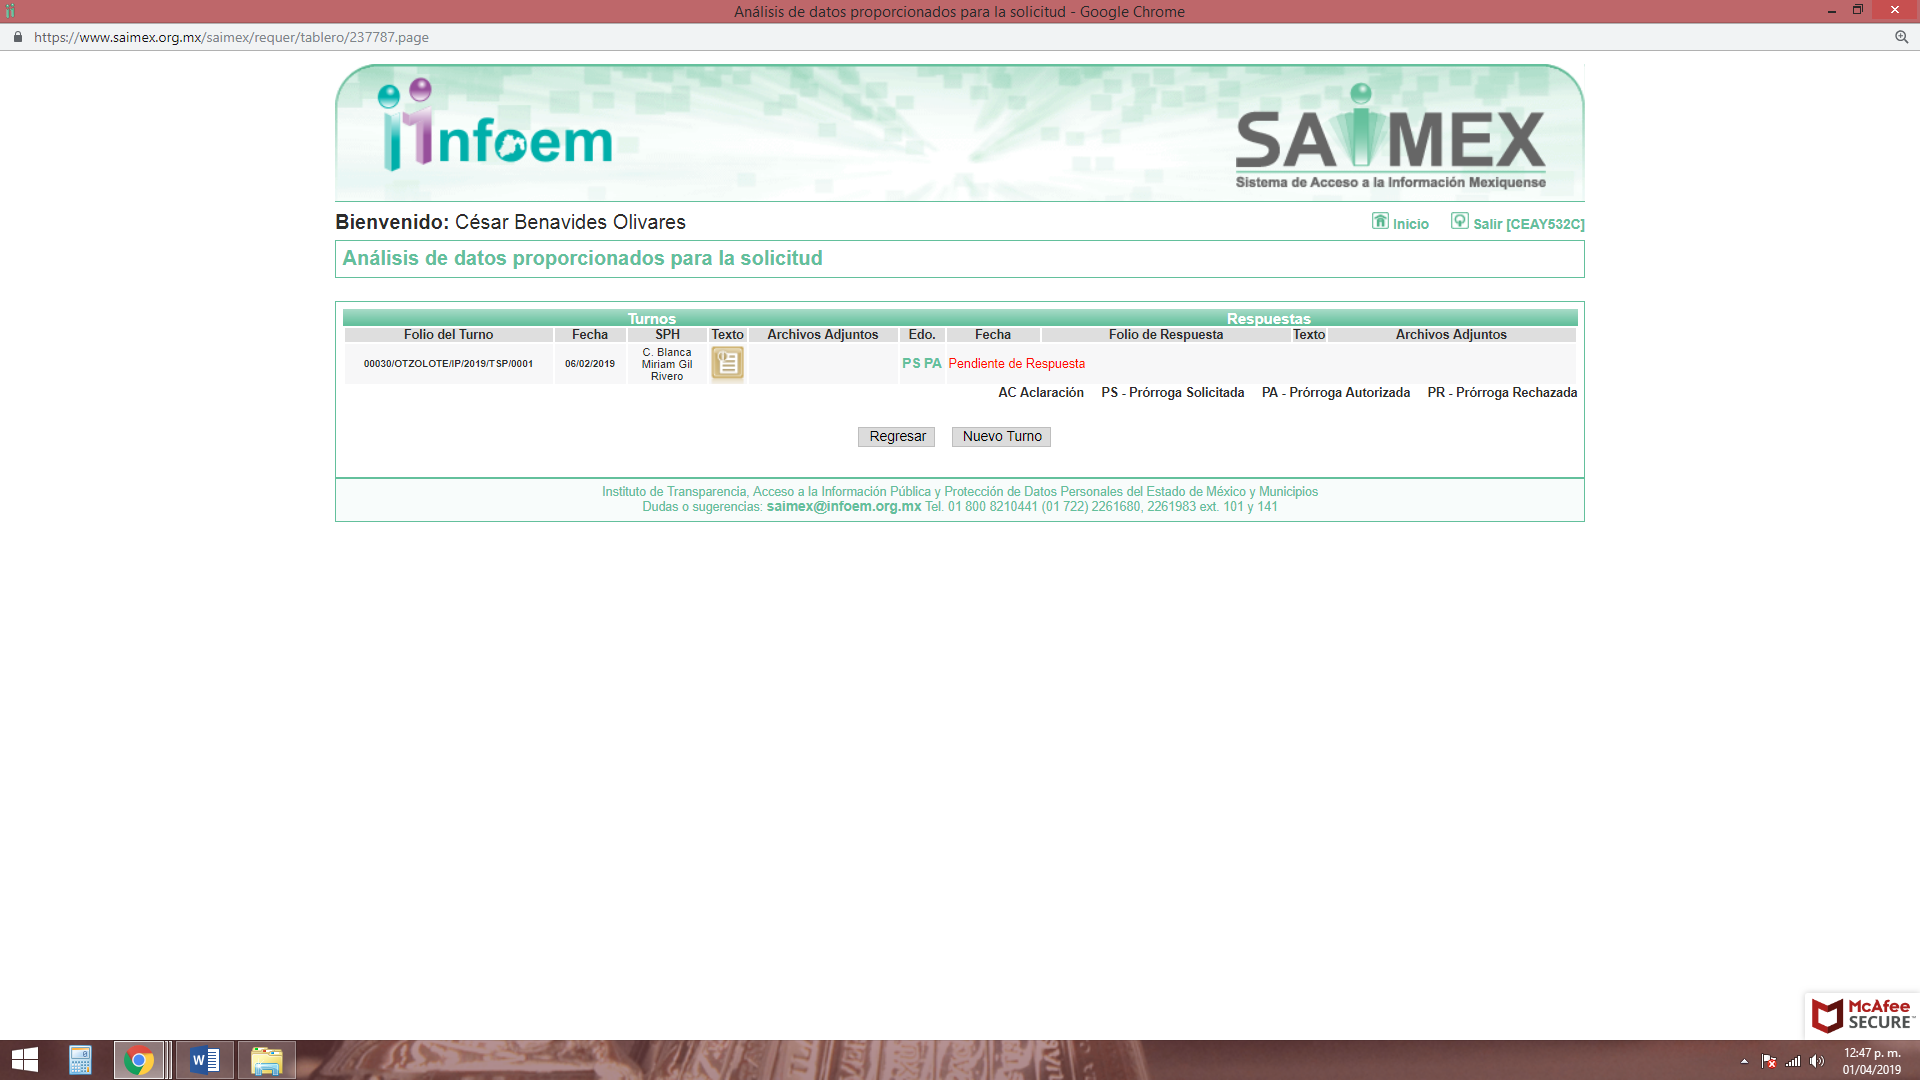 Análisis de datos proporcionados para la solicitud - Google Chrome
https://www.saimex.org.mx/saimex/requer/tablero/237787.page
infoem
SAIMEX
Sistema de Acceso a la Información Mexiquense
Bienvenido: César Benavides Olivares
Inicio Salir [CEAY532C]
Análisis de datos proporcionados para la solicitud
Turnos Respuestas
Folio del Turno Fecha SPH Texto Archivos Adjuntos Edo. Fecha Folio de Respuesta Texto Archivos Adjuntos
00030/OTZOLOTE/IP/2019/TSP/0001 06/02/2019 C. Blanca Miriam Gil Rivero PS PA Pendiente de Respuesta
AC Aclaración PS - Prórroga Solicitada PA - Prórroga Autorizada PR - Prórroga Rechazada
Regresar Nuevo Turno
Instituto de Transparencia, Acceso a la Información Pública y Protección de Datos Personales del Estado de México y Municipios
Dudas o sugerencias: saimex@infoem.org.mx Tel. 01 800 8210441 (01 722) 2261680, 2261983 ext. 101 y 141
McAfee
SECURE
12:47 p. m.
01/04/2019